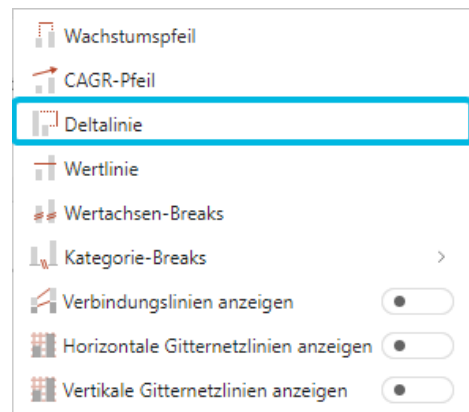 Wachstumspfeil
CAGR-Pfeil
Deltalinie
Wertlinie
Wertachsen-Breaks
Kategorie-Breaks
Verbindungslinien anzeigen
Horizontale Gitternetzlinien anzeigen
Vertikale Gitternetzlinien anzeigen